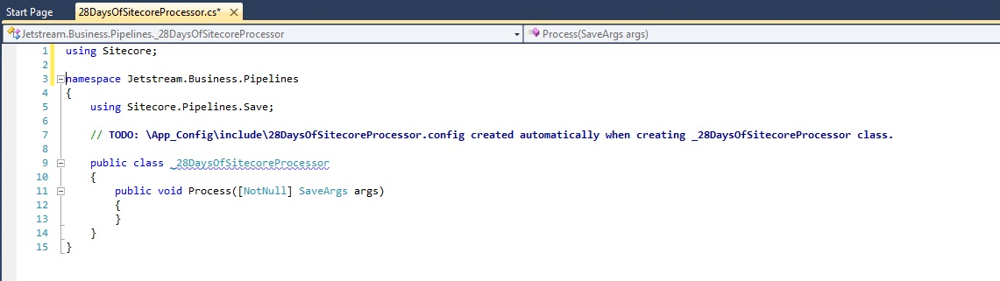 Start Page
28DaysOfSitecoreProcessor.cs*
Jetstream.Business.Pipelines._28DaysOfSitecoreProcessor
Process(SaveArgs args)
1 using Sitecore;
2
3 namespace Jetstream.Business.Pipelines
4 {
5 using Sitecore.Pipelines.Save;
6
7 // TODO: \App_Config\include\28DaysOfSitecoreProcessor.config created automatically when creating _28DaysOfSitecoreProcessor class.
8
9 public class _28DaysOfSitecoreProcessor
10 {
11 public void Process([NotNull] SaveArgs args)
12 {
13 }
14 }
15 }